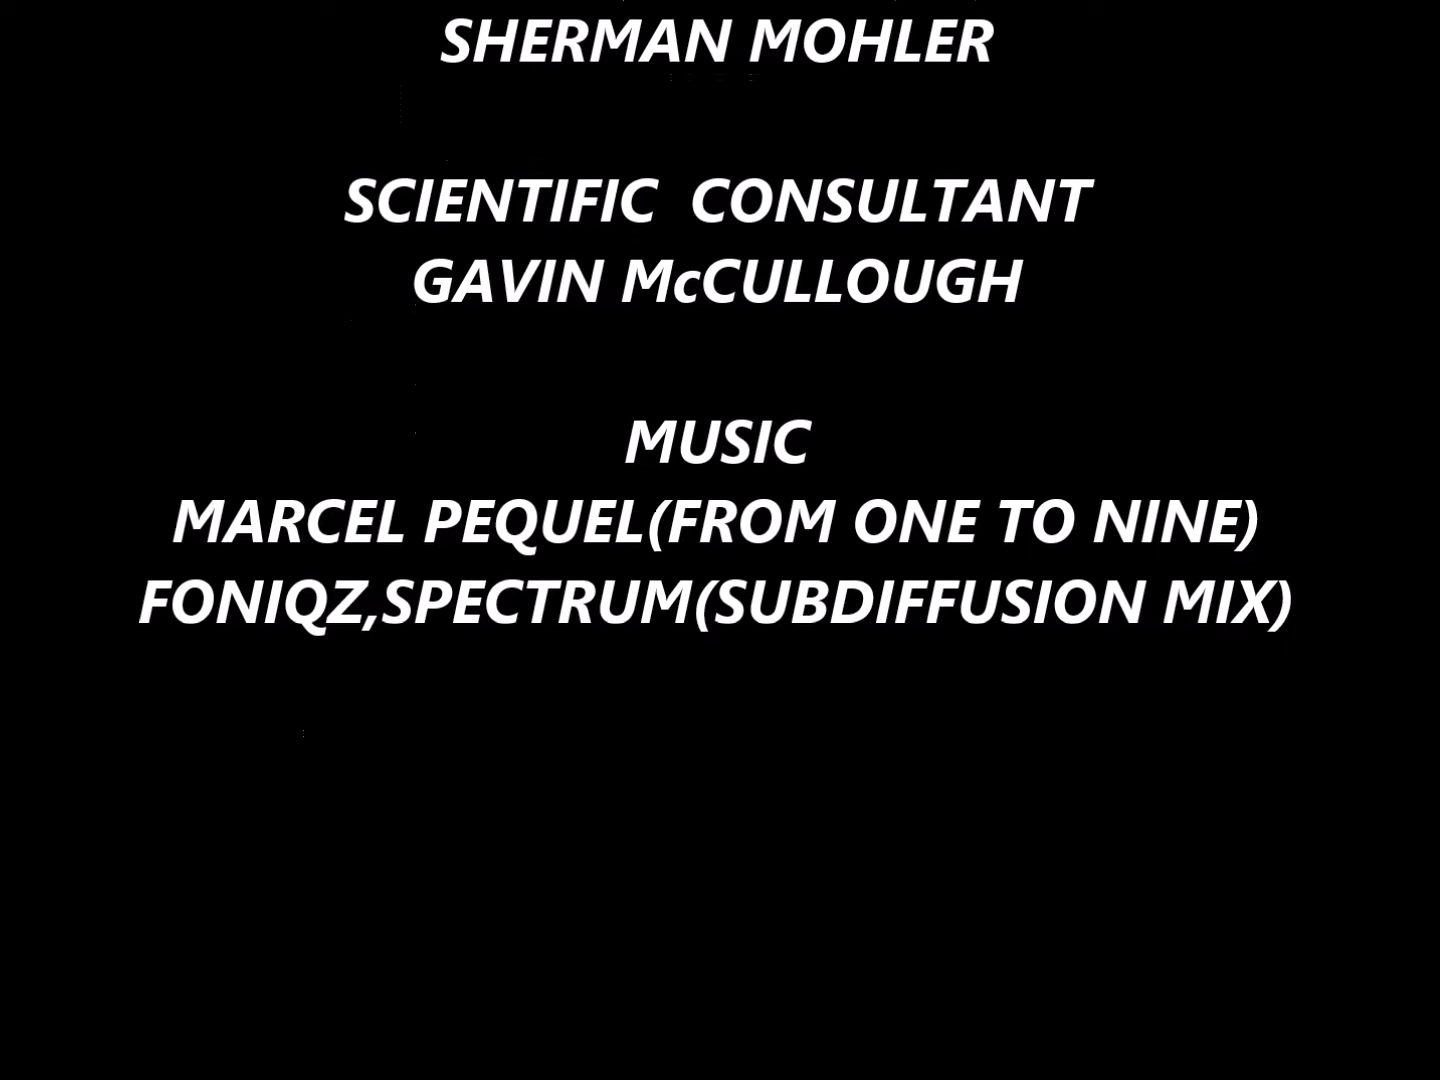 SHERMAN MOHLER
SCIENTIFIC  CONSULTANT
GAVIN McCULLOUGH
MUSIC
MARCEL PEQUEL(FROM ONE TO NINE)
FONIQZ,SPECTRUM(SUBDIFFUSION MIX)